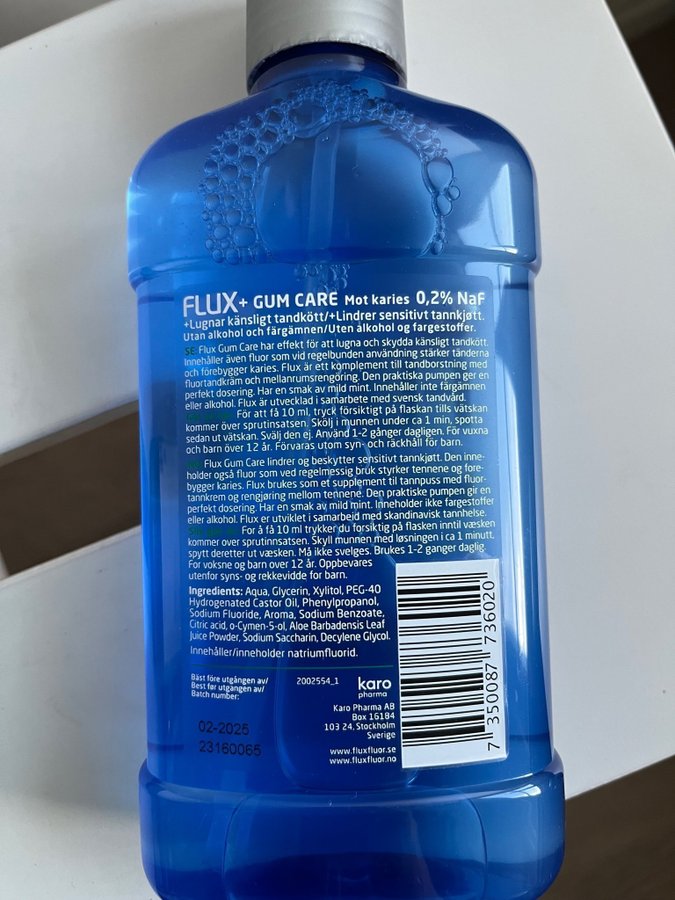 FLUX+ GUM CARE Mot karies 0,2% NaF
+Lugnar känsligt tandkött/+Lindrer sensitivt tannkjøtt.
Utan alkohol och färgämnen/Uten alkohol og fargestoffer.
SE Flux Gum Care har effekt för att lugna och skydda känsligt tandkött.
Innehåller även fluor som vid regelbunden användning stärker tänderna
och förebygger karies. Flux är ett komplement till tandborstning med
fluortandkräm och mellanrumsrengöring. Den praktiska pumpen ger en
perfekt dosering. Har en smak av mild mint. Innehåller inte färgämnen
eller alkohol. Flux är utvecklad i samarbete med svensk tandvård.
För att få 10 ml, tryck försiktigt på flaskan tills vätskan
kommer över sprutinsatsen. Skölj i munnen under ca 1 min, spotta
sedan ut vätskan. Svälj den ej. Använd 1-2 gånger dagligen. För vuxna
och barn över 12 år. Förvaras utom syn- och räckhåll för barn.
Flux Gum Care lindrer og beskytter sensitivt tannkjøtt. Den inne-
holder også fluor som ved regelmessig bruk styrker tennene og fore-
bygger karies. Flux brukes som et supplement til tannpuss med fluor-
tannkrem og rengjøring mellom tennene. Den praktiske pumpen gir en
perfekt dosering. Har en smak av mild mint. Inneholder ikke fargestoffer
eller alkohol. Flux er utviklet i samarbeid med skandinavisk tannhelse.
For å få 10 ml trykker du forsiktig på flasken inntil væsken
kommer over sprutinsatsen. Skyll munnen med løsningen i ca 1 minutt,
spytt deretter ut væsken. Må ikke svelges. Brukes 1-2 ganger daglig.
For voksne og barn over 12 år. Oppbevares
utenfor syns- og rekkevidde for barn.
Ingredients: Aqua, Glycerin, Xylitol, PEG-40
Hydrogenated Castor Oil, Phenylpropanol,
Sodium Fluoride, Aroma, Sodium Benzoate,
Citric acid, o-Cymen-5-ol, Aloe Barbadensis Leaf
Juice Powder, Sodium Saccharin, Decylene Glycol.
Innehåller/inneholder natriumfluorid.
Bäst före utgången av/
Best før utgangen av/
Batch number:
2002554_1
02-2025
23160065
karo
pharma
Karo Pharma AB
Box 16184
103 24, Stockholm
Sverige
www.fluxfluor.se
www.fluxfluor.no
7 350087 736020